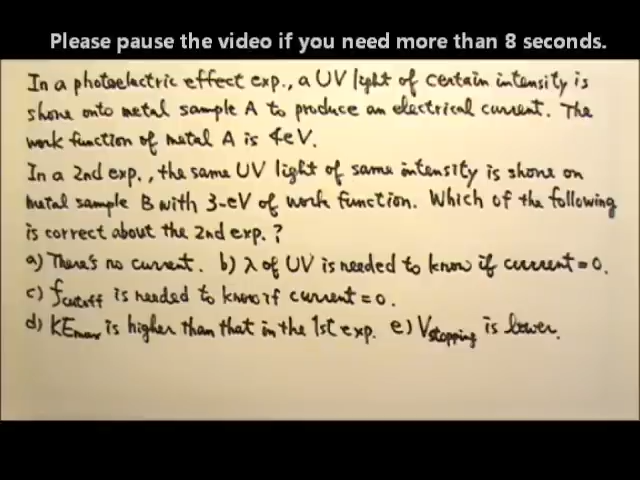 Please pause the video if you need more than 8 seconds.
In a photoelectric effect exp., a UV light of certain intensity is
shone onto metal sample A to produce an electrical current. The
work function of metal A is 4eV.
In a 2nd exp., the same UV light of same intensity is shone on
metal sample B with 3-eV of work function. Which of the following
is correct about the 2nd exp.?
a) There's no current. b) λ of UV is needed to know if current=0.
c) fcutoff is needed to know if current=0.
d) KEmax is higher than that in the 1st exp. e) Vstopping is lower.